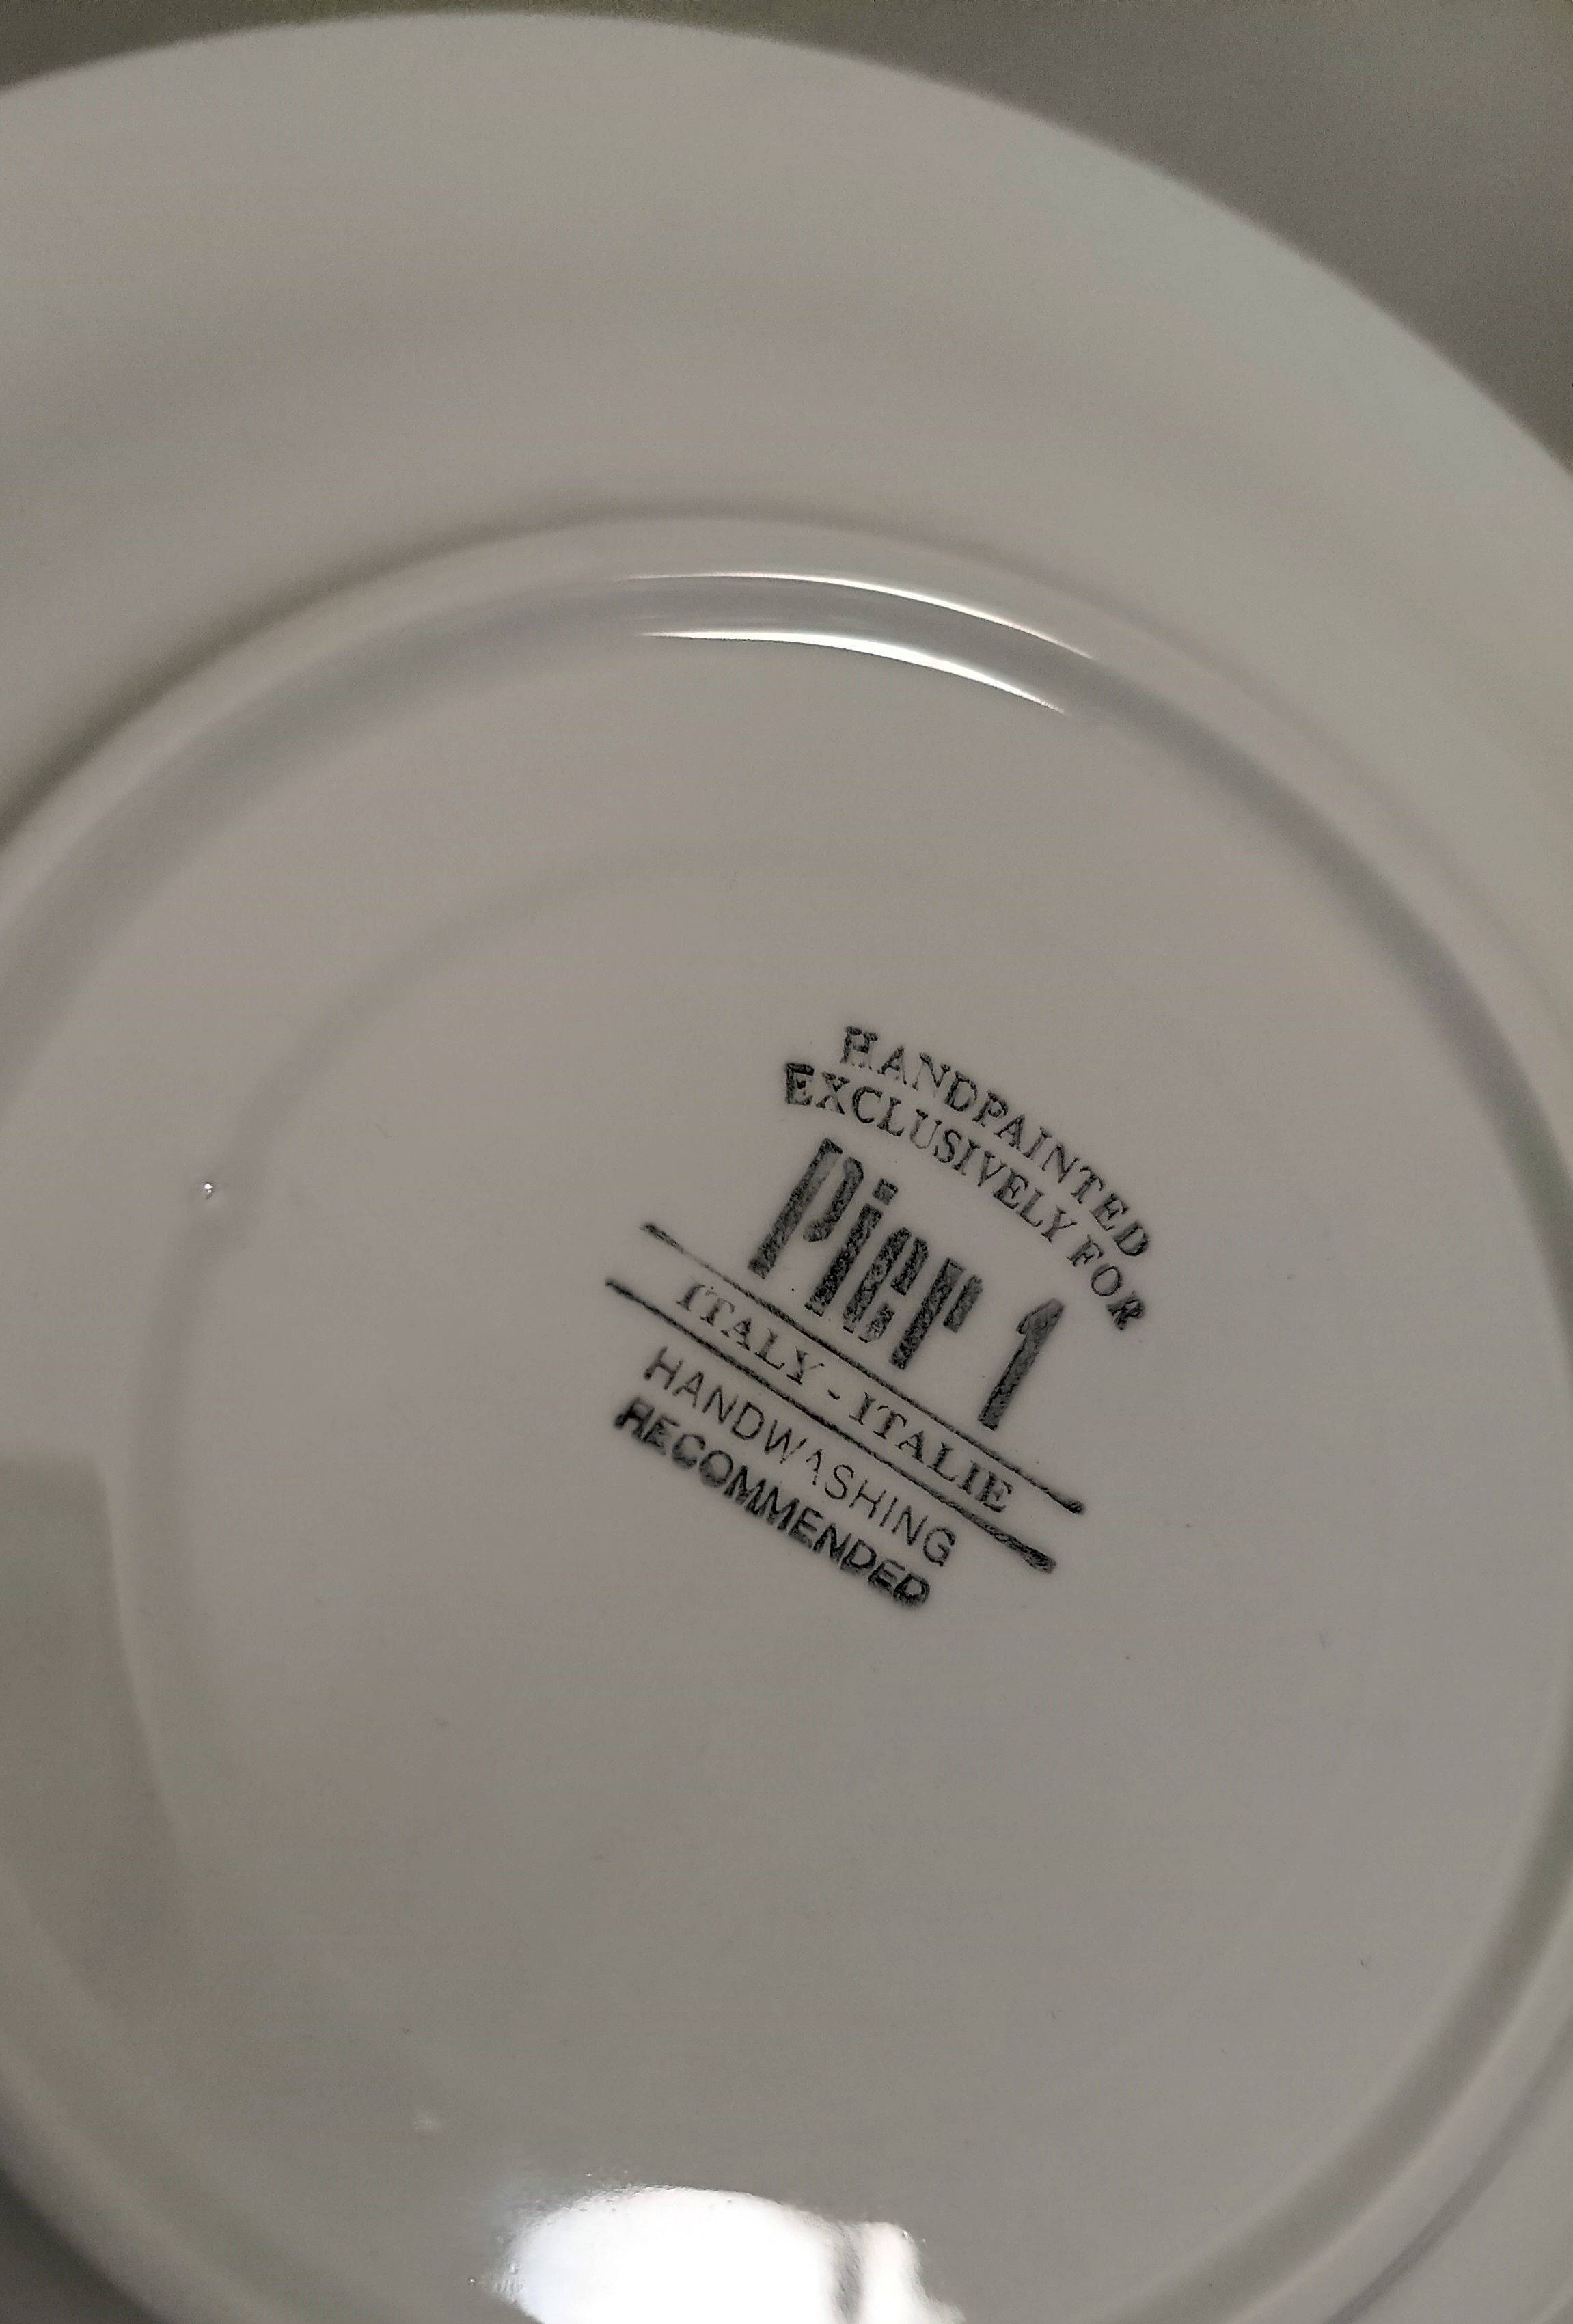 HANDPAINTED
EXCLUSIVELY FOR
Pier 1
ITALY - ITALIE
HANDWASHING
RECOMMENDED